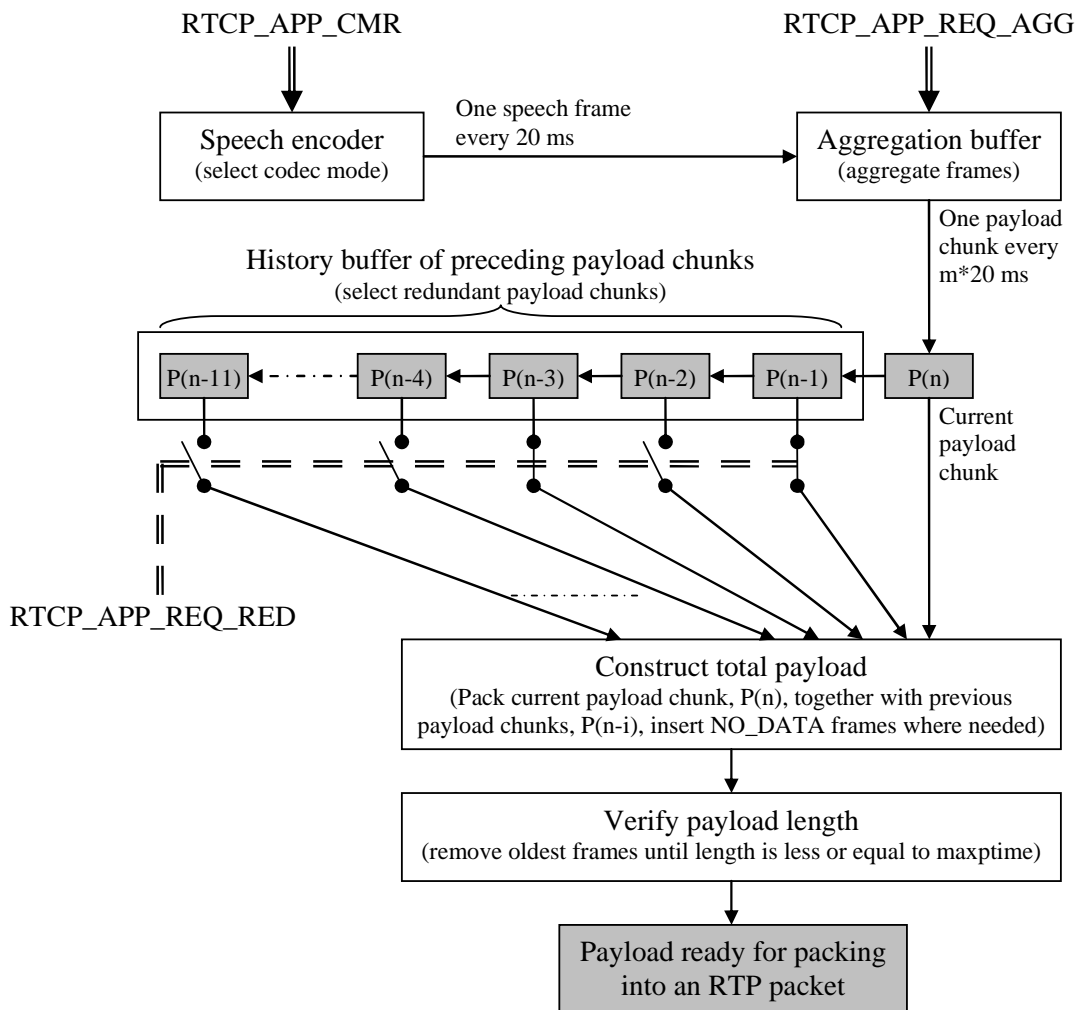 RTCP_APP_CMR
RTCP_APP_REQ_AGG
One speech frame
every 20 ms
Speech encoder
(select codec mode)
Aggregation buffer
(aggregate frames)
One payload
chunk every
m*20 ms
History buffer of preceding payload chunks
(select redundant payload chunks)
P(n-11)
P(n-4)
P(n-3)
P(n-2)
P(n-1)
P(n)
Current
payload
chunk
RTCP_APP_REQ_RED
Construct total payload
(Pack current payload chunk, P(n), together with previous
payload chunks, P(n-i), insert NO_DATA frames where needed)
Verify payload length
(remove oldest frames until length is less or equal to maxptime)
Payload ready for packing
into an RTP packet